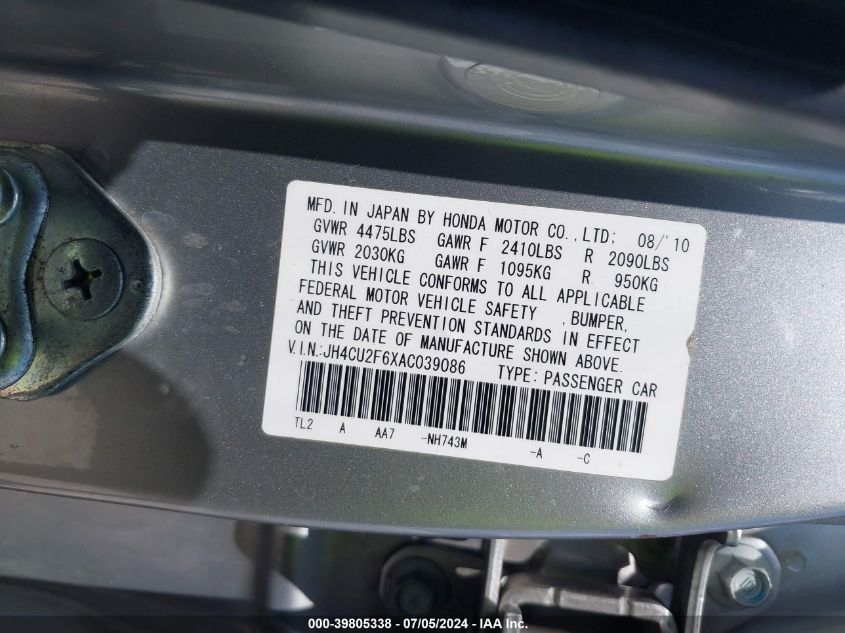 MFD. IN JAPAN BY HONDA MOTOR CO.,LTD; 08/'10
GVWR 4475LBS GAWR F 2410LBS R 2090LBS
GVWR 2030KG GAWR F 1095KG R 950KG
THIS VEHICLE CONFORMS TO ALL APPLICABLE
FEDERAL MOTOR VEHICLE SAFETY ,BUMPER,
AND THEFT PREVENTION STANDARDS IN EFFECT
ON THE DATE OF MANUFACTURE SHOWN ABOVE.
V.I.N.:JH4CU2F6XAC039086 TYPE: PASSENGER CAR
TL2 A AA7 -NH743M -A -C
000-39805338 - 07/05/2024 - IAA Inc.